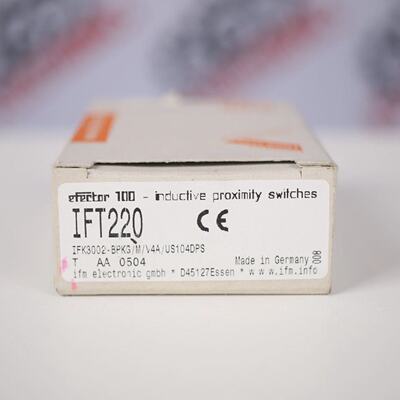 efector 100 - inductive proximity switches
IFT220 CE
IFK3002-BPKG/M/V4A/US104DPS
T AA 0504 Made in Germany 008
ifm electronic gmbh * D45127Essen * www.ifm.info